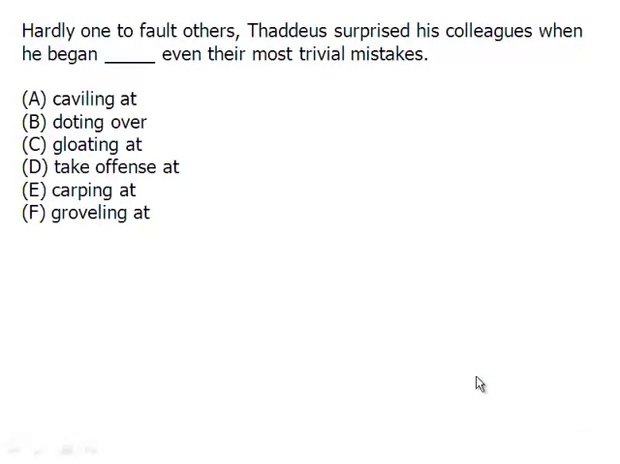 Hardly one to fault others, Thaddeus surprised his colleagues when
he began _____ even their most trivial mistakes.
(A) caviling at
(B) doting over
(C) gloating at
(D) take offense at
(E) carping at
(F) groveling at